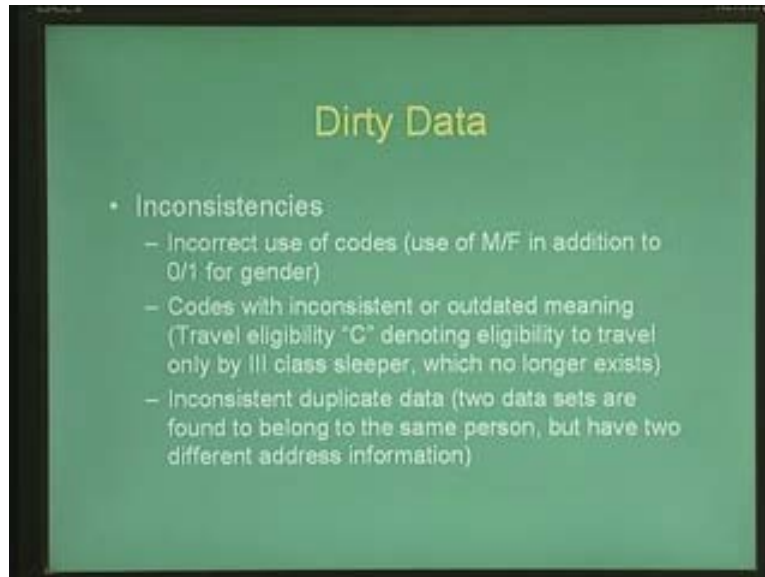 Dirty Data
• Inconsistencies
– Incorrect use of codes (use of M/F in addition to
0/1 for gender)
– Codes with inconsistent or outdated meaning
(Travel eligibility "C" denoting eligibility to travel
only by III class sleeper, which no longer exists)
– Inconsistent duplicate data (two data sets are
found to belong to the same person, but have two
different address information)